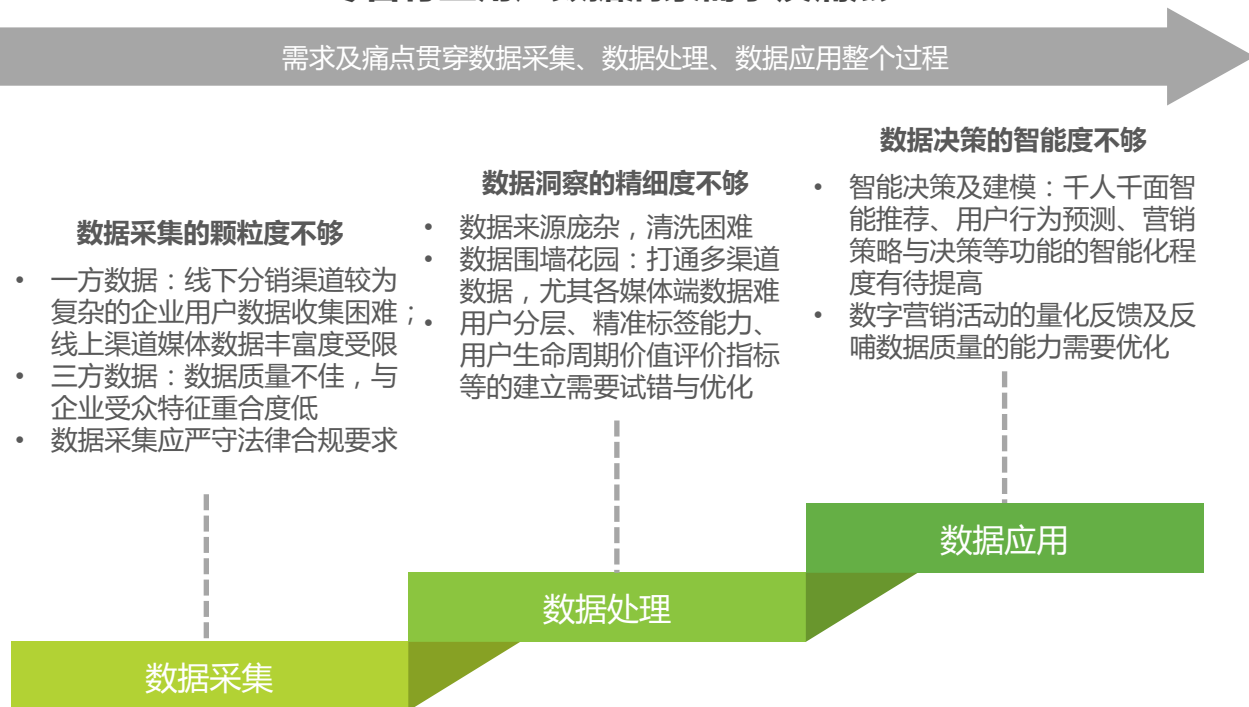 需求及痛点贯穿数据采集、数据处理、数据应用整个过程
数据采集的颗粒度不够
• 一方数据：线下分销渠道较为
复杂的企业用户数据收集困难；
线上渠道媒体数据丰富度受限
• 三方数据：数据质量不佳，与
企业受众特征重合度低
• 数据采集应严守法律合规要求
数据洞察的精细度不够
• 数据来源庞杂，清洗困难
• 数据围墙花园：打通多渠道
数据，尤其各媒体端数据难
• 用户分层、精准标签能力、
用户生命周期价值评价指标
等的建立需要试错与优化
数据决策的智能度不够
• 智能决策及建模：千人千面智
能推荐、用户行为预测、营销
策略与决策等功能的智能化程
度有待提高
• 数字营销活动的量化反馈及反
哺数据质量的能力需要优化
数据采集
数据处理
数据应用